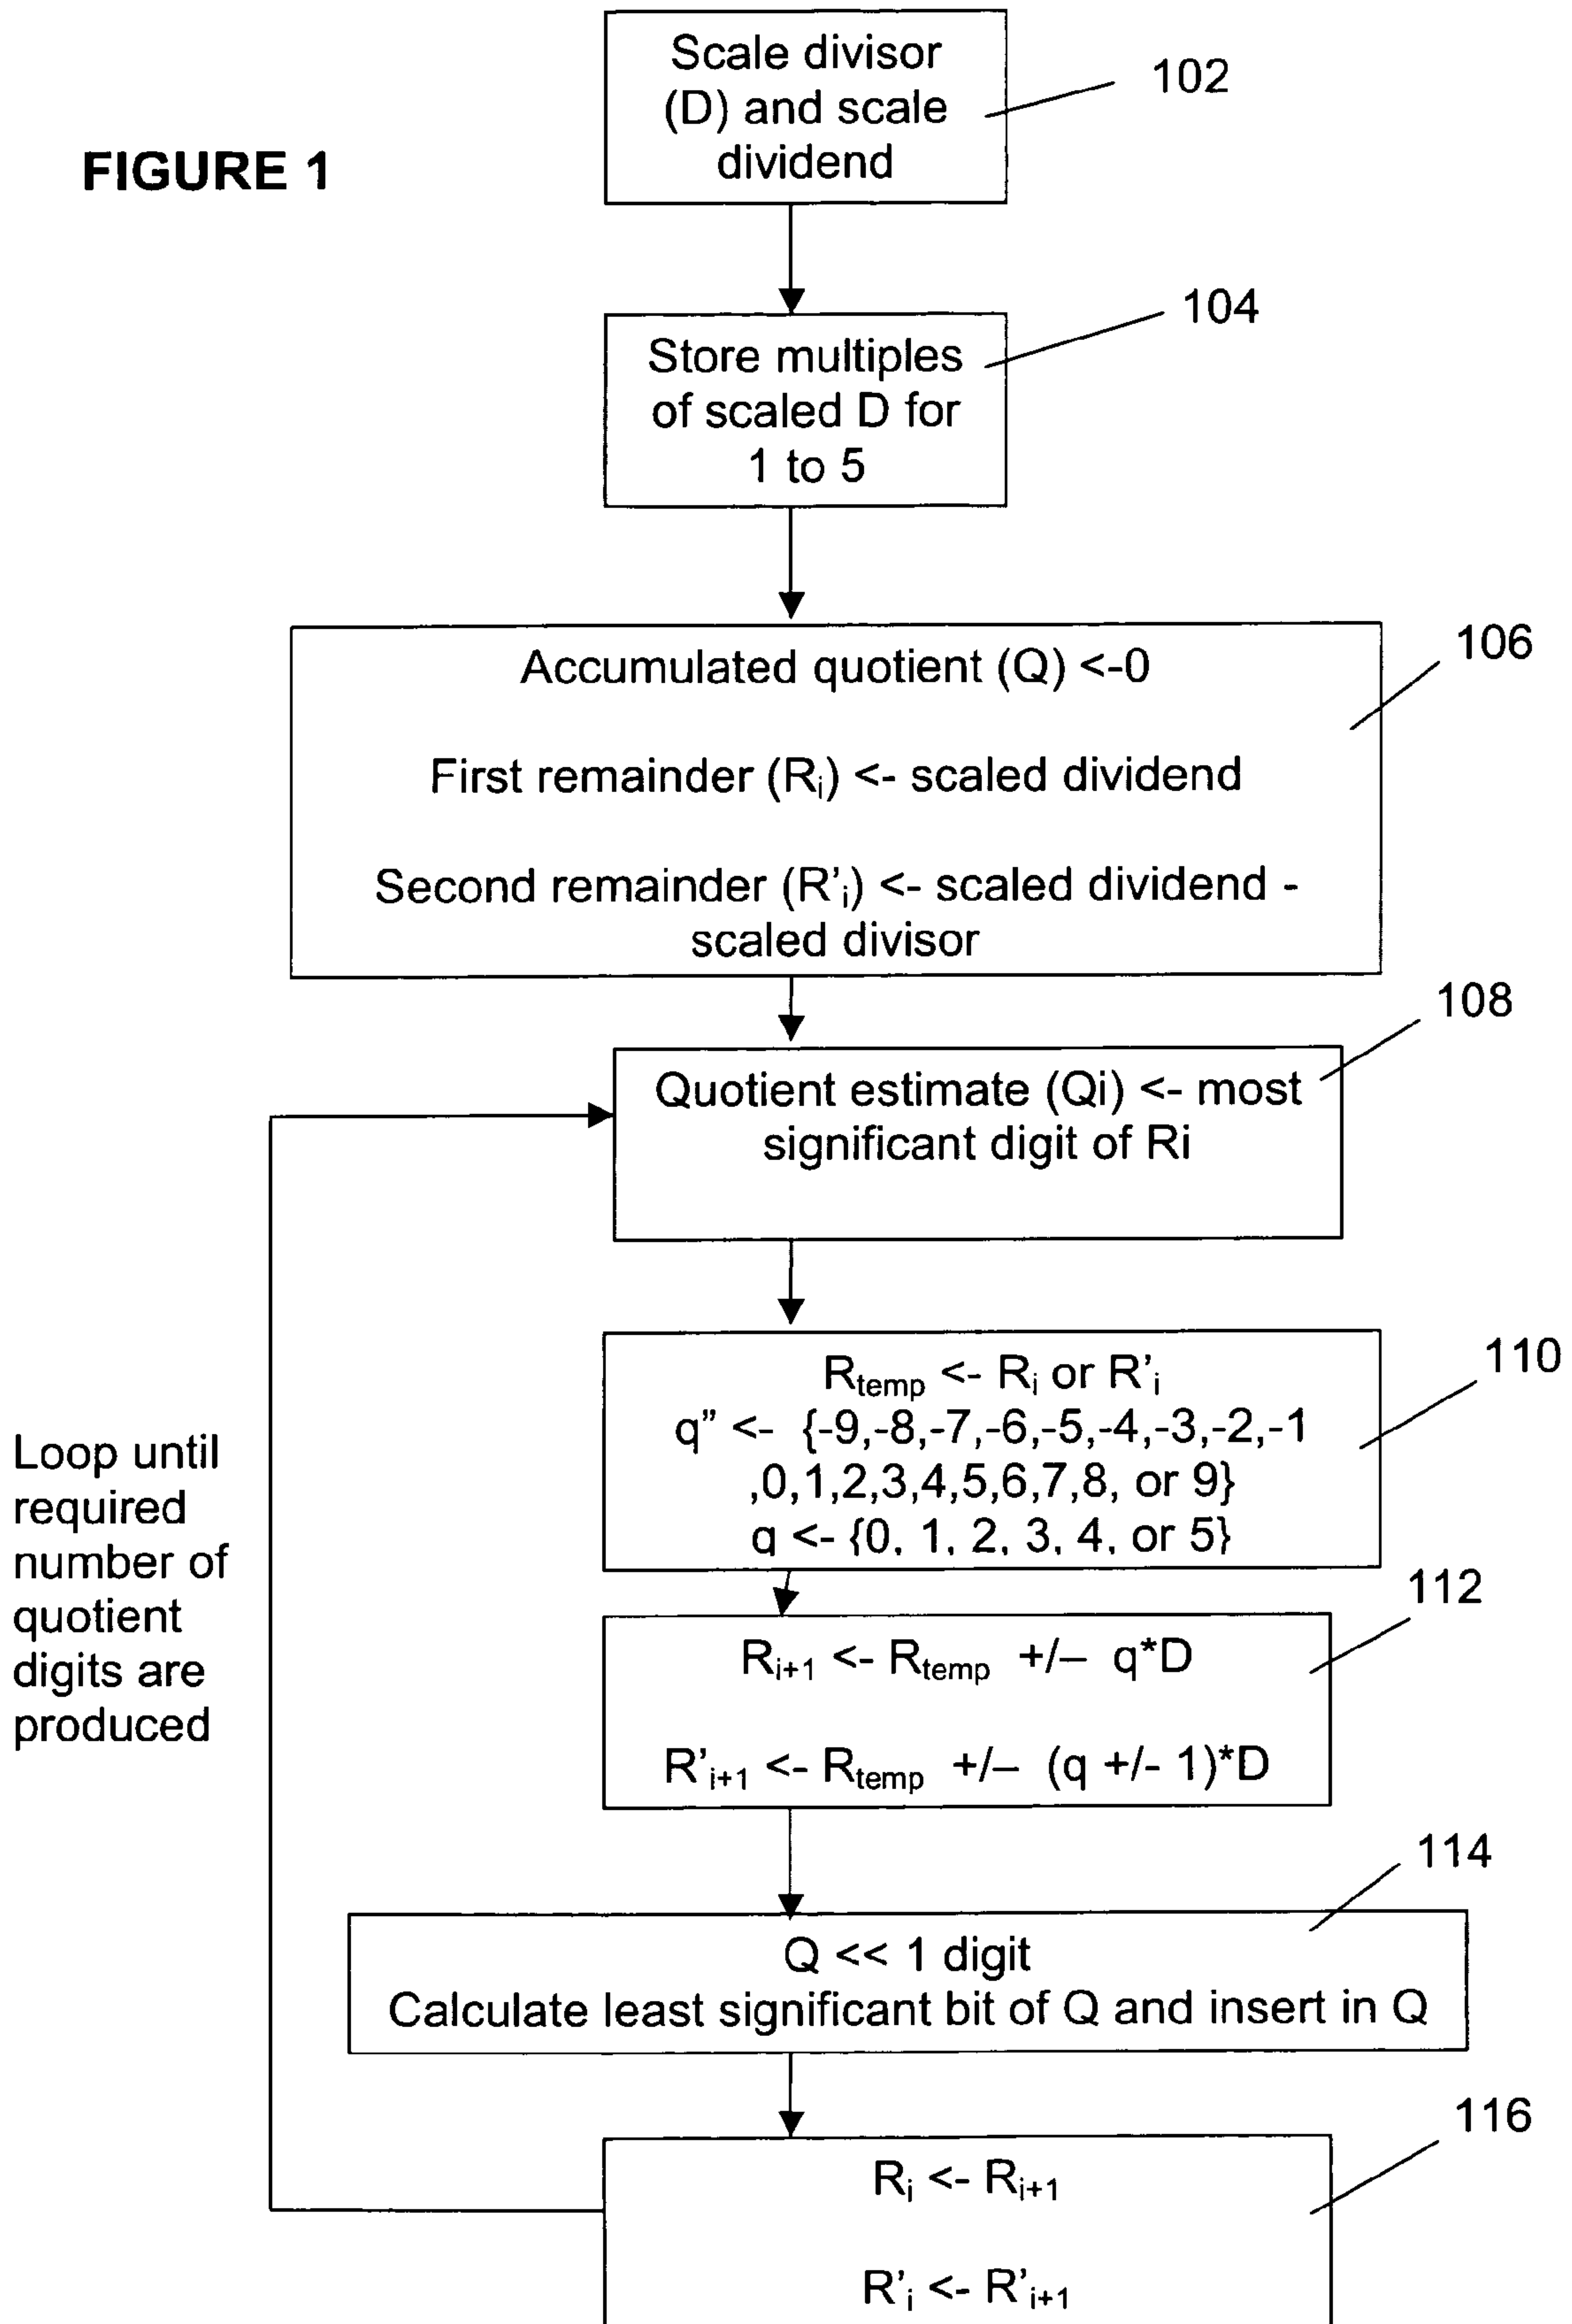 FIGURE 1
Scale divisor
(D) and scale
dividend
102
Store multiples
of scaled D for
1 to 5
104
Accumulated quotient (Q) <-0
First remainder (Rᵢ) <- scaled dividend
Second remainder (R'ᵢ) <- scaled dividend -
scaled divisor
106
Quotient estimate (Qi) <- most
significant digit of Ri
108
R_temp <- Rᵢ or R'ᵢ
q” <- {-9,-8,-7,-6,-5,-4,-3,-2,-1
,0,1,2,3,4,5,6,7,8, or 9}
q <- {0, 1, 2, 3, 4, or 5}
110
Loop until
required
number of
quotient
digits are
produced
Rᵢ₊₁ <- R_temp +/– q*D
R'ᵢ₊₁ <- R_temp +/– (q +/- 1)*D
112
Q << 1 digit
Calculate least significant bit of Q and insert in Q
114
Rᵢ <- Rᵢ₊₁
R'ᵢ <- R'ᵢ₊₁
116